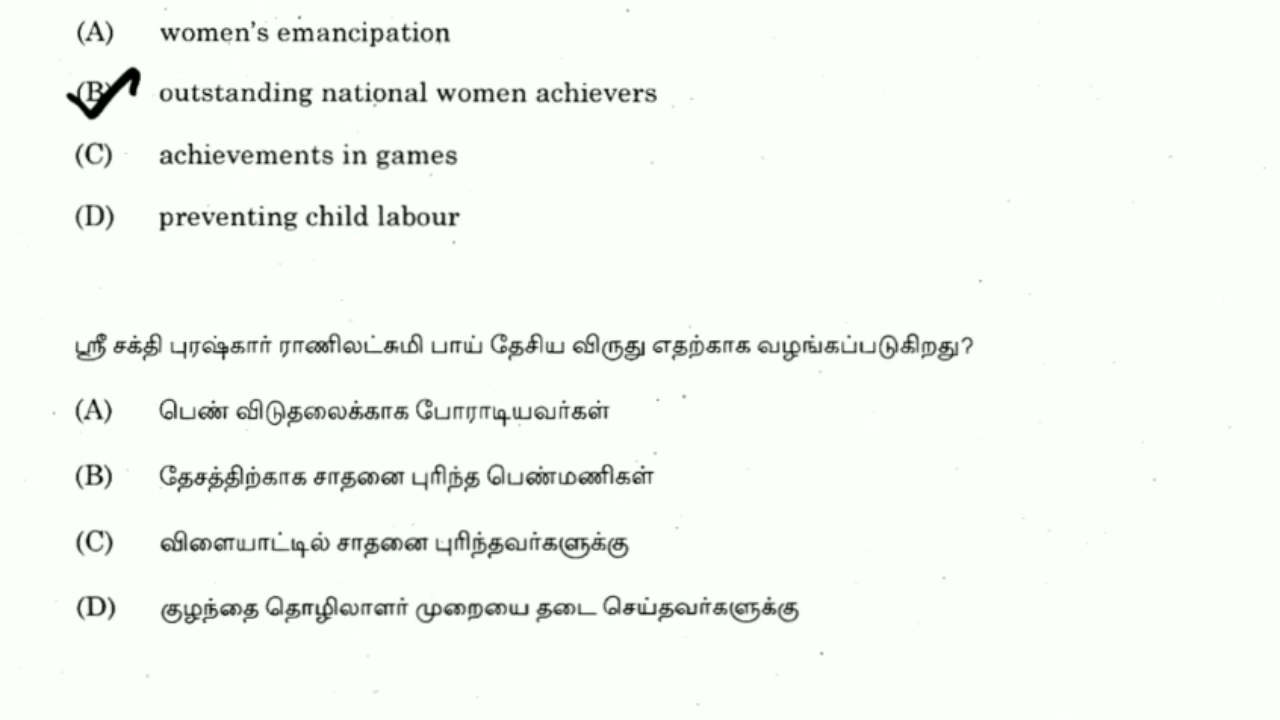 (A) women's emancipation
(B) outstanding national women achievers
(C) achievements in games
(D) preventing child labour
ஸ்ரீ சக்தி புரஷ்கார் ராணிலட்சுமி பாய் தேசிய விருது எதற்காக வழங்கப்படுகிறது?
(A) பெண் விடுதலைக்காக போராடியவர்கள்
(B) தேசத்திற்காக சாதனை புரிந்த பெண்மணிகள்
(C) விளையாட்டில் சாதனை புரிந்தவர்களுக்கு
(D) குழந்தை தொழிலாளர் முறையை தடை செய்தவர்களுக்கு